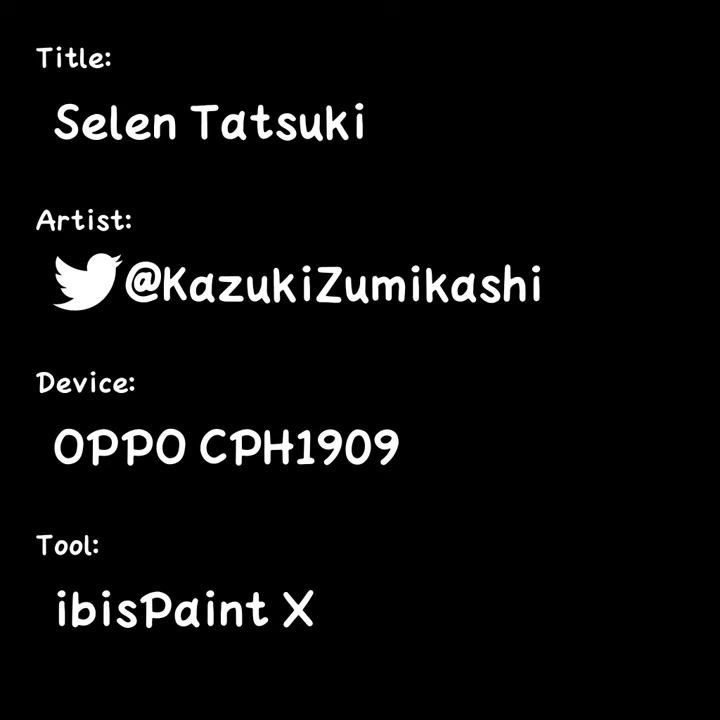 Title:
Selen Tatsuki
Artist:
@KazukiZumikashi
Device:
OPPO CPH1909
Tool:
ibisPaint X